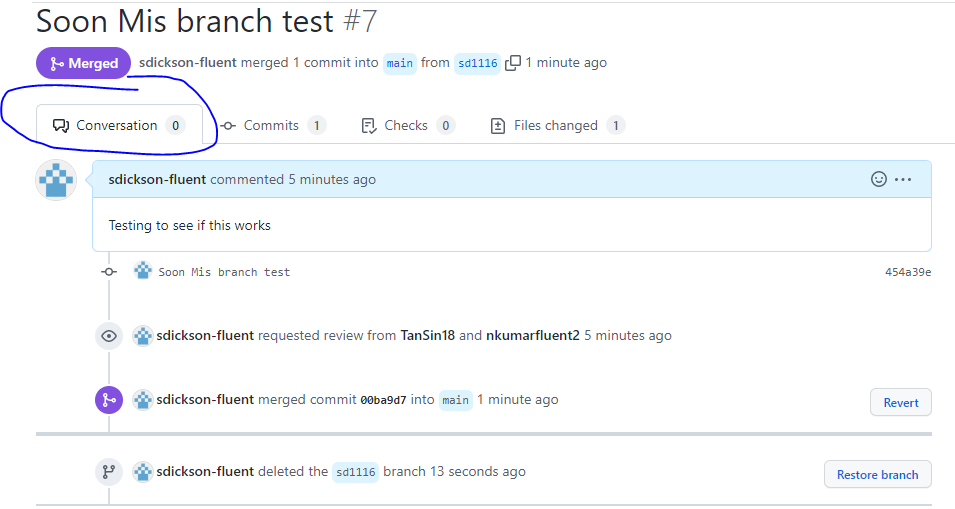 Soon Mis branch test #7
Merged sdickson-fluent merged 1 commit into main from sd1116 1 minute ago
Conversation 0 Commits 1 Checks 0 Files changed 1
sdickson-fluent commented 5 minutes ago
Testing to see if this works
Soon Mis branch test 454a39e
sdickson-fluent requested review from TanSin18 and nkumarfluent2 5 minutes ago
sdickson-fluent merged commit 00ba9d7 into main 1 minute ago Revert
sdickson-fluent deleted the sd1116 branch 13 seconds ago Restore branch